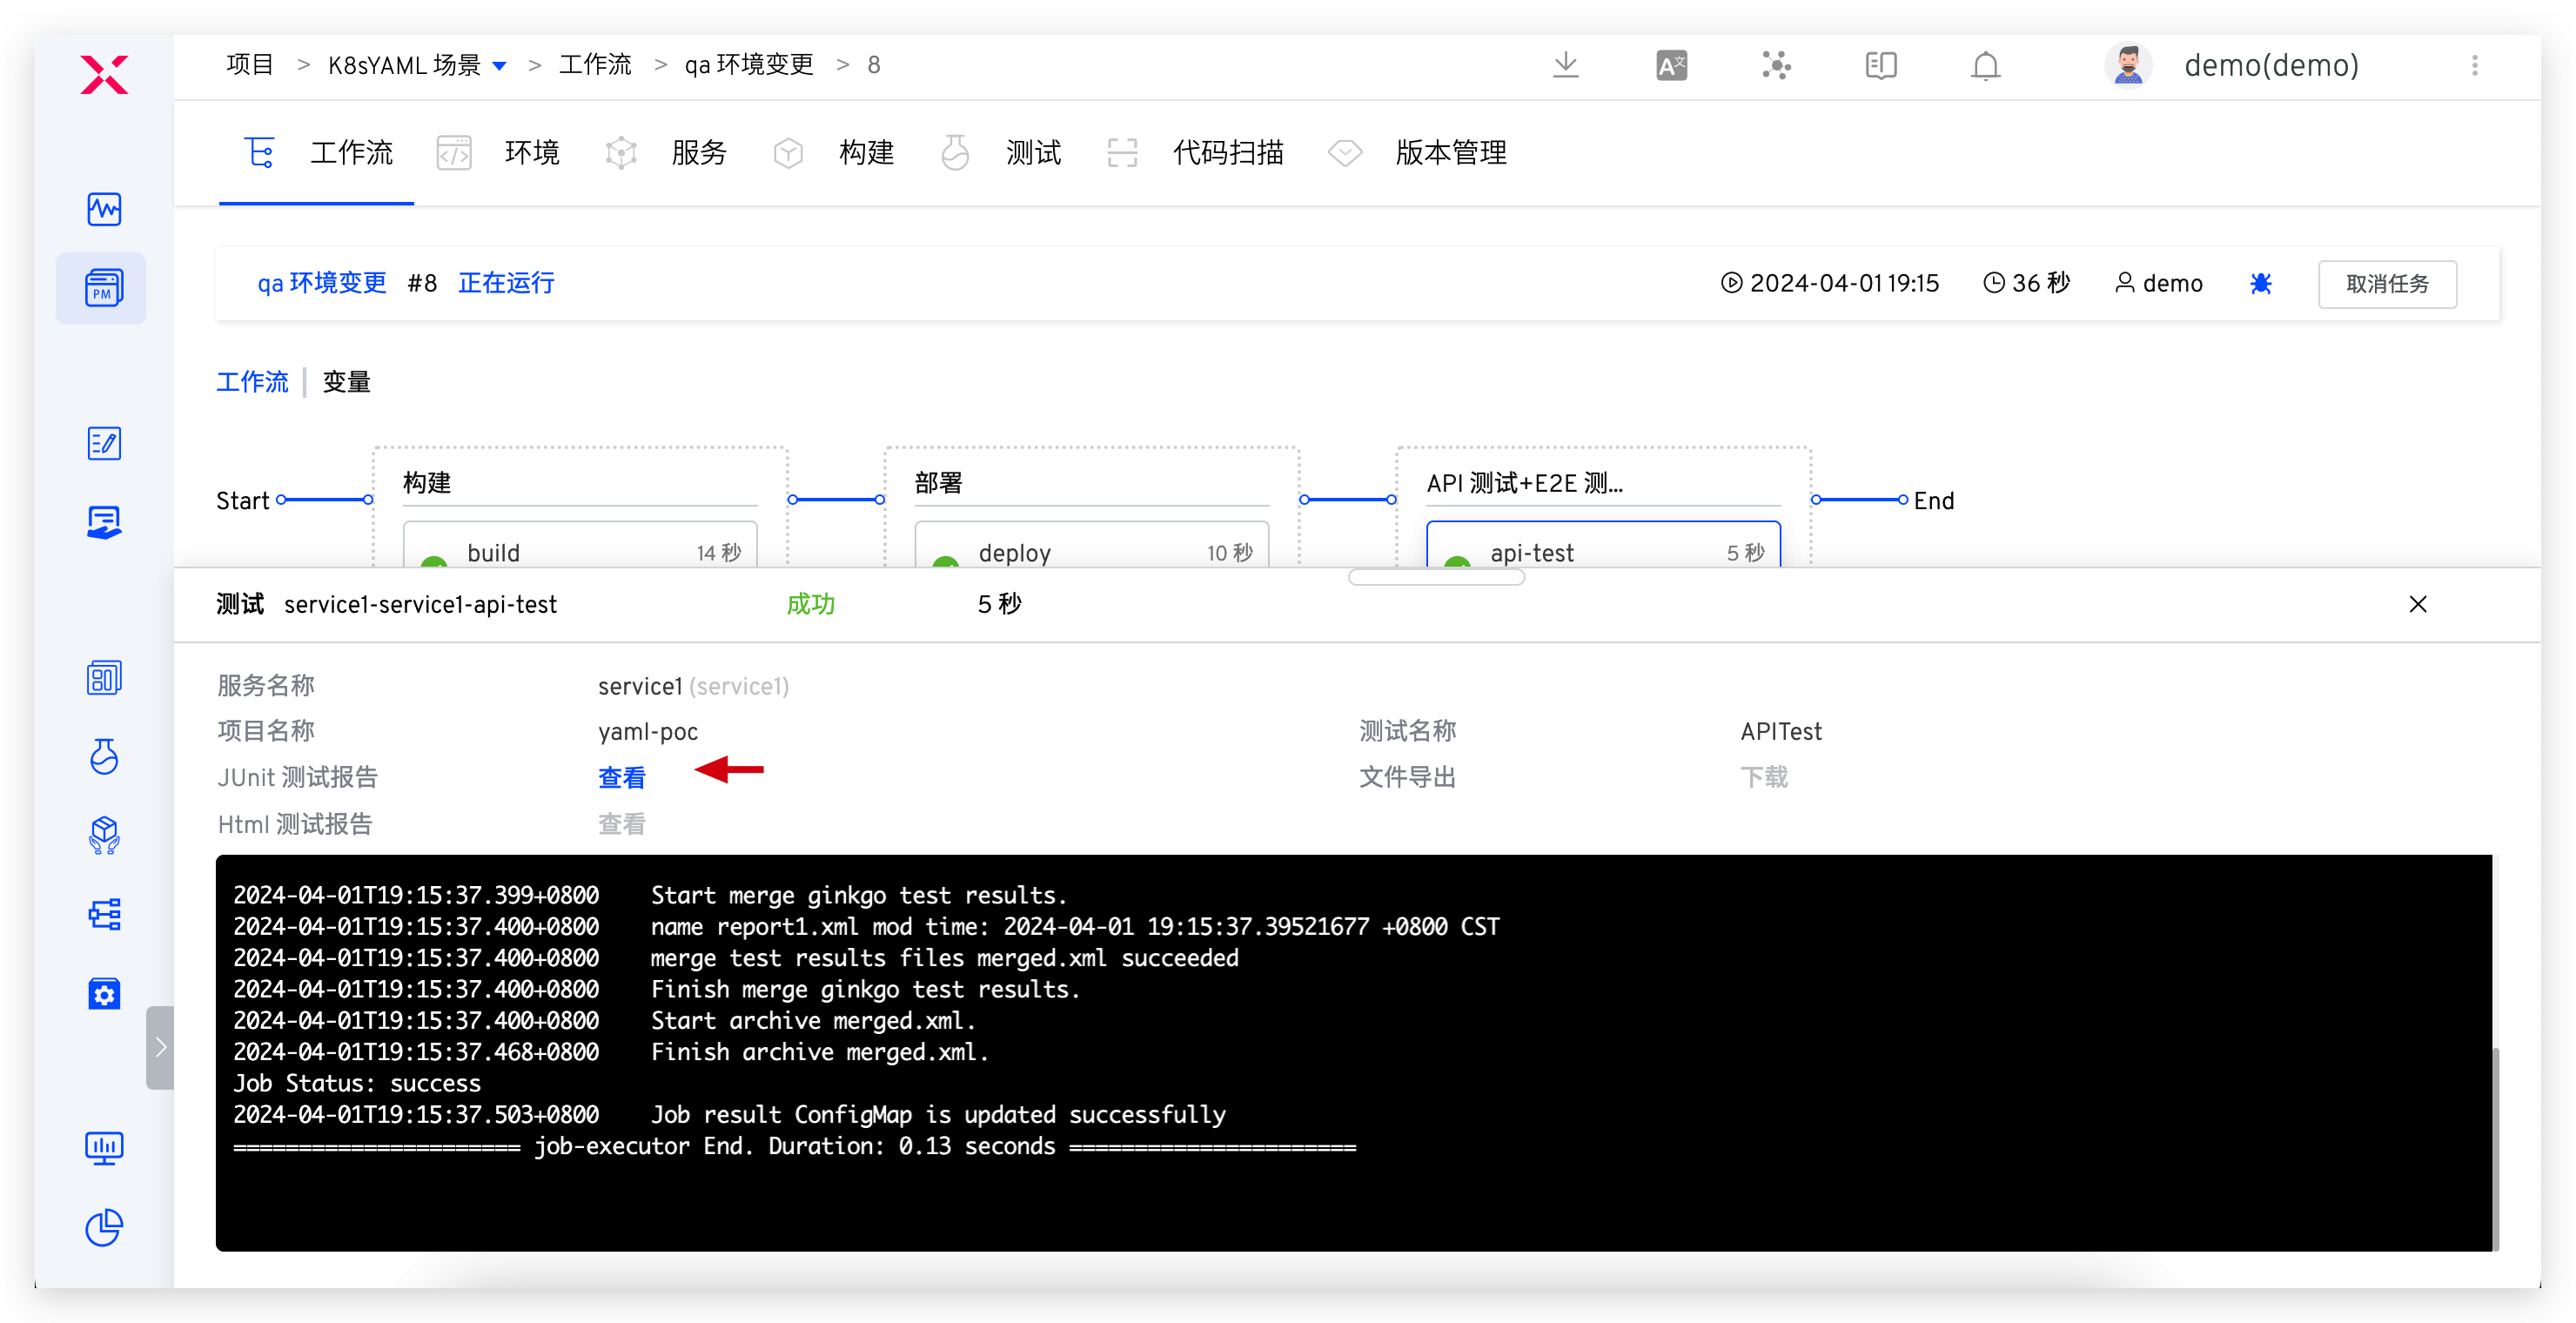 项目 > K8sYAML 场景 > 工作流 > qa 环境变更 > 8
demo(demo)
工作流 环境 服务 构建 测试 代码扫描 版本管理
qa 环境变更 #8 正在运行 2024-04-01 19:15 36 秒 demo 取消任务
工作流 变量
Start 构建 部署 API 测试+E2E 测... End
build 14 秒 deploy 10 秒 api-test 5 秒
测试 service1-service1-api-test 成功 5 秒
服务名称 service1 (service1)
项目名称 yaml-poc 测试名称 APITest
JUnit 测试报告 查看 文件导出 下载
Html 测试报告 查看
2024-04-01T19:15:37.399+0800 Start merge ginkgo test results.
2024-04-01T19:15:37.400+0800 name report1.xml mod time: 2024-04-01 19:15:37.39521677 +0800 CST
2024-04-01T19:15:37.400+0800 merge test results files merged.xml succeeded
2024-04-01T19:15:37.400+0800 Finish merge ginkgo test results.
2024-04-01T19:15:37.400+0800 Start archive merged.xml.
2024-04-01T19:15:37.468+0800 Finish archive merged.xml.
Job Status: success
2024-04-01T19:15:37.503+0800 Job result ConfigMap is updated successfully
====================== job-executor End. Duration: 0.13 seconds ======================
PM